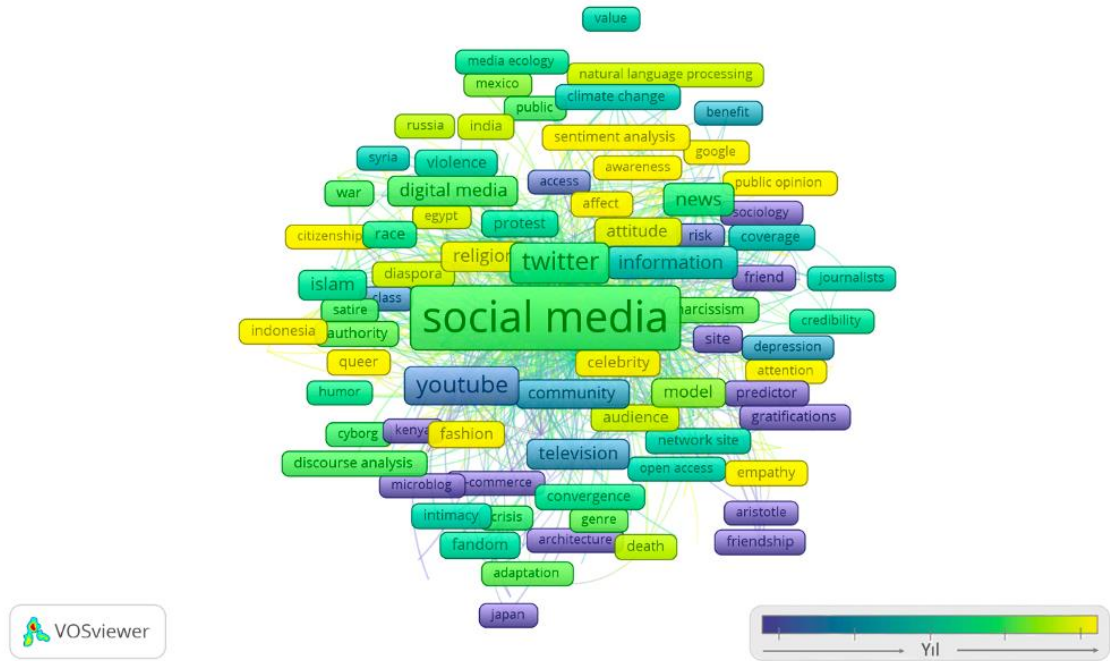 value
media ecology
natural language processing
mexico
climate change
public
benefit
russia
india
sentiment analysis
google
syria
violence
awareness
access
public opinion
war
digital media
affect
news
egypt
protest
sociology
citizenship
race
attitude
risk
coverage
religion
twitter
information
diaspora
friend
journalists
islam
class
satire
social media
narcissism
credibility
indonesia
authority
site
depression
queer
celebrity
attention
humor
youtube
community
model
predictor
audience
gratifications
cyborg
kenya
fashion
network site
discourse analysis
television
open access
empathy
microblog
-commerce
convergence
aristotle
intimacy
crisis
genre
fandom
architecture
death
friendship
adaptation
japan
VOSviewer
Yıl